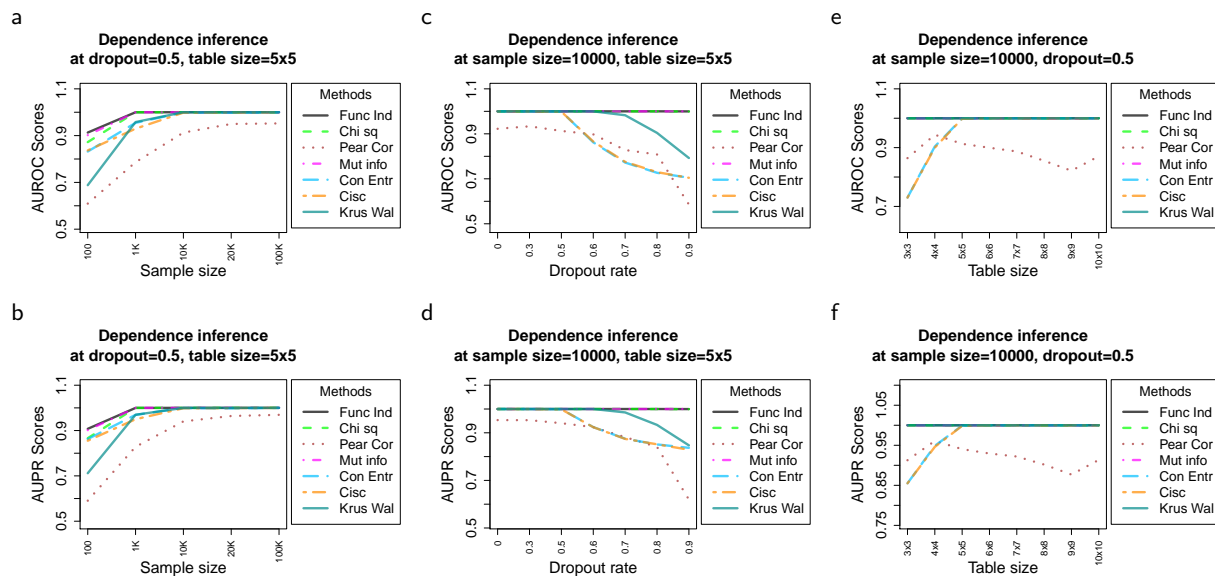 a
Dependence inference
at dropout=0.5, table size=5x5
AUROC Scores
1.1
0.9
0.7
0.5
100
1K
10K
20K
100K
Sample size
Methods
Func Ind
Chi sq
Pear Cor
Mut info
Con Entr
Cisc
Krus Wal
c
Dependence inference
at sample size=10000, table size=5x5
AUROC Scores
1.1
0.9
0.7
0.5
0
0.3
0.5
0.6
0.7
0.8
0.9
Dropout rate
Methods
Func Ind
Chi sq
Pear Cor
Mut info
Con Entr
Cisc
Krus Wal
e
Dependence inference
at sample size=10000, dropout=0.5
AUROC Scores
1.1
0.9
0.7
3x3
4x4
5x5
6x6
7x7
8x8
9x9
10x10
Table size
Methods
Func Ind
Chi sq
Pear Cor
Mut info
Con Entr
Cisc
Krus Wal
b
Dependence inference
at dropout=0.5, table size=5x5
AUPR Scores
1.1
0.9
0.7
0.5
100
1K
10K
20K
100K
Sample size
Methods
Func Ind
Chi sq
Pear Cor
Mut info
Con Entr
Cisc
Krus Wal
d
Dependence inference
at sample size=10000, table size=5x5
AUPR Scores
1.1
0.9
0.7
0.5
0
0.3
0.5
0.6
0.7
0.8
0.9
Dropout rate
Methods
Func Ind
Chi sq
Pear Cor
Mut info
Con Entr
Cisc
Krus Wal
f
Dependence inference
at sample size=10000, dropout=0.5
AUPR Scores
1.05
0.95
0.85
0.75
3x3
4x4
5x5
6x6
7x7
8x8
9x9
10x10
Table size
Methods
Func Ind
Chi sq
Pear Cor
Mut info
Con Entr
Cisc
Krus Wal